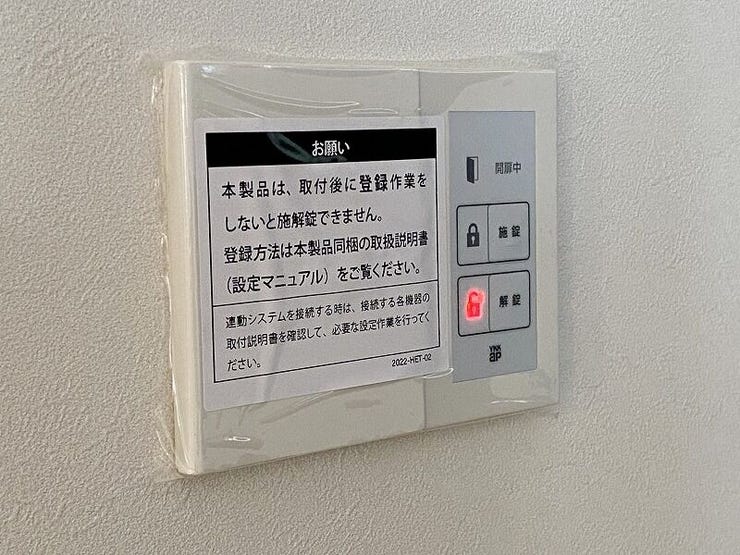 お願い
本製品は、取付後に登録作業を
しないと施解錠できません。
登録方法は本製品同梱の取扱説明書
（設定マニュアル）をご覧ください。
連動システムを接続する時は、接続する各機器の
取付説明書を確認して、必要な設定作業を行ってく
ださい。
2022-HET-02
開扉中
施錠
解錠
YKK
ap